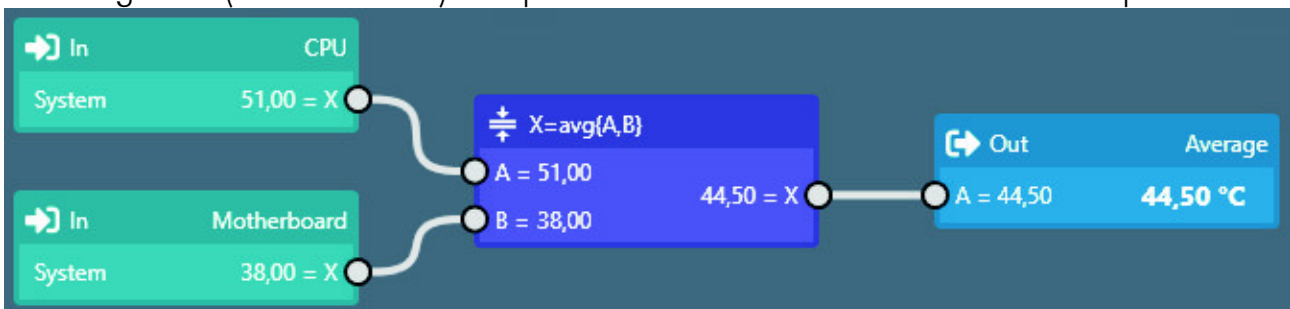 In CPU
System 51,00 = X
In Motherboard
System 38,00 = X
X=avg{A,B}
A = 51,00
44,50 = X
B = 38,00
Out Average
A = 44,50 44,50 °C